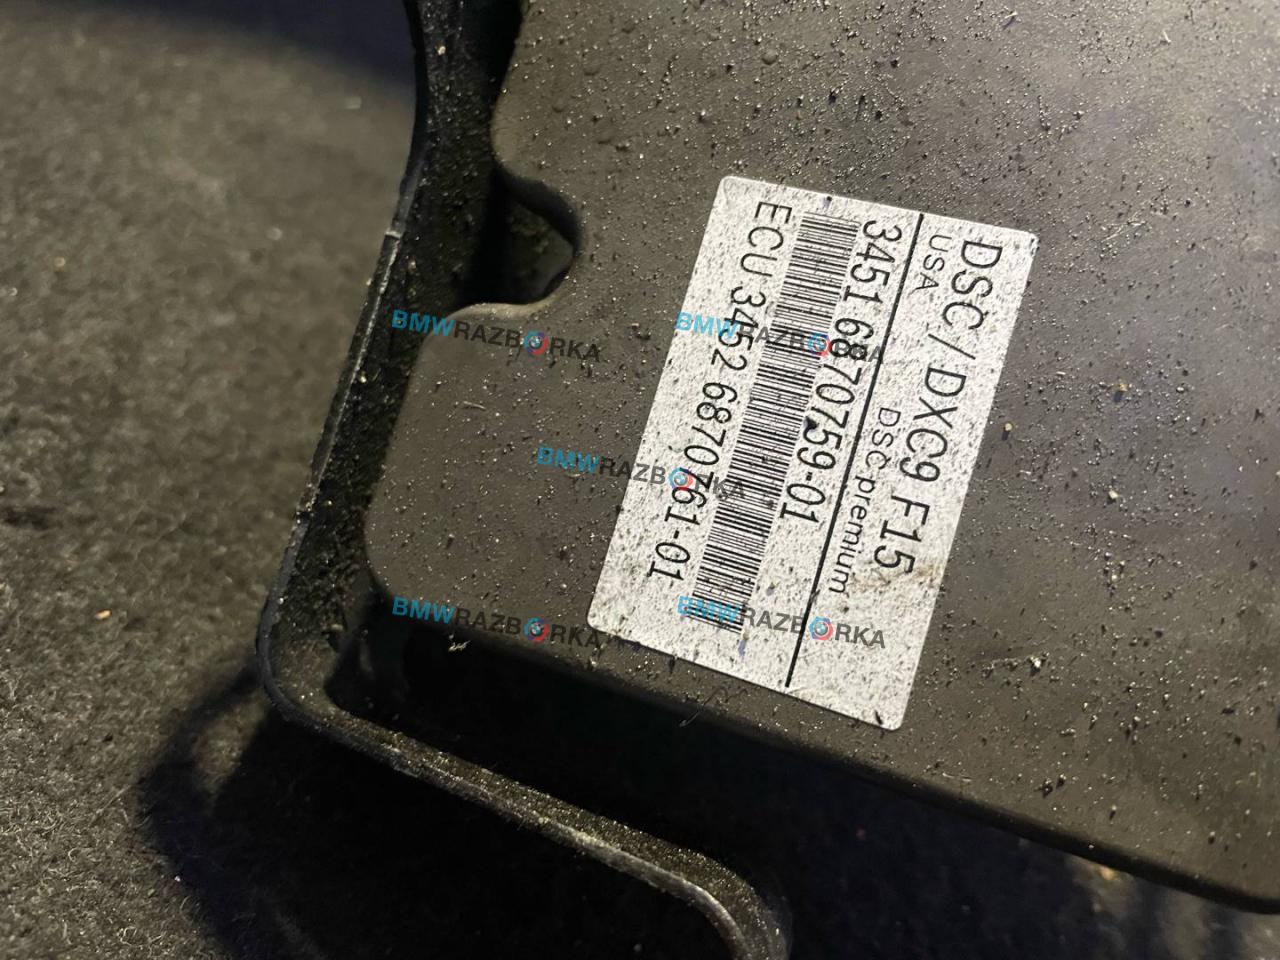 DSC / DXC9 F15
USA DSC-premium
3451 6870759-01
ECU 3452 6870761-01
BMWRAZBORKA
BMWRAZBORKA
BMWRAZBORKA
BMWRAZBORKA
BMWRAZBORKA